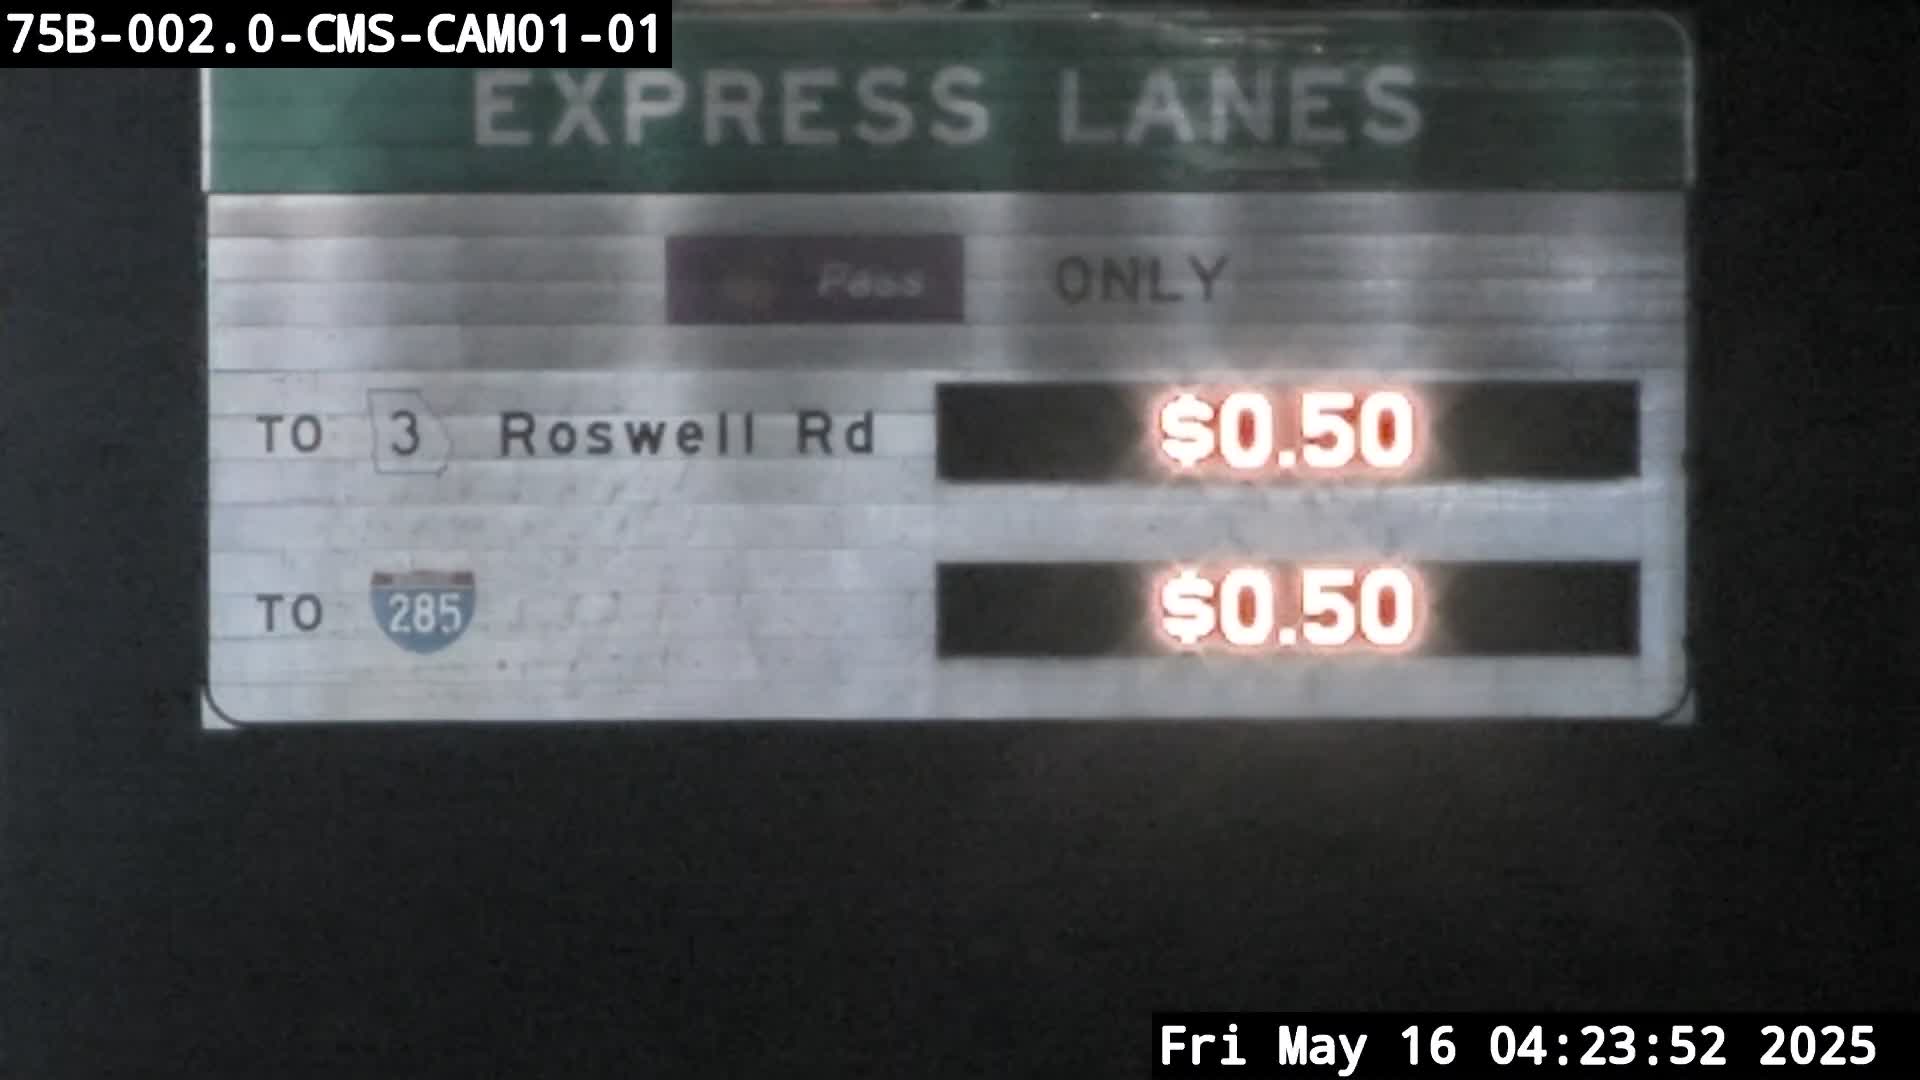 75B-002.0-CMS-CAM01-01
EXPRESS LANES
Pass ONLY
TO 3 Roswell Rd $0.50
TO 285 $0.50
Fri May 16 04:23:52 2025